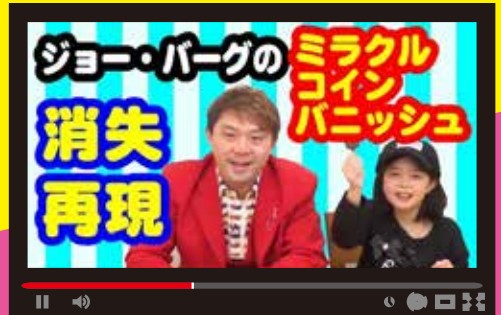 ジョー・バーグの
ミラクル
コイン
バニッシュ
消失
再現